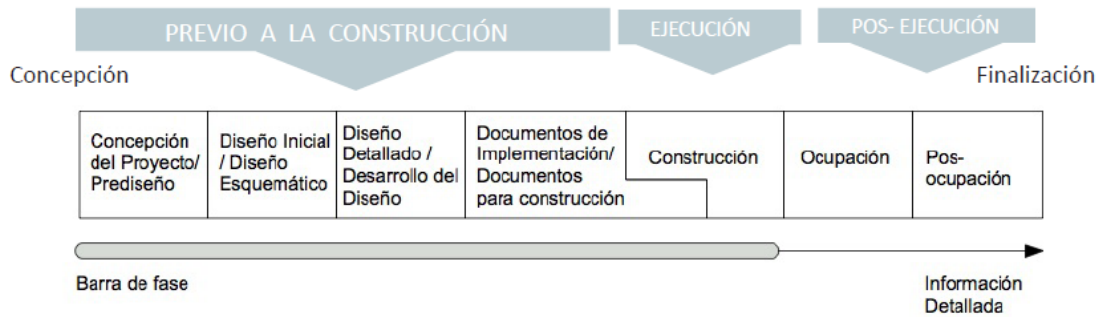 PREVIO A LA CONSTRUCCIÓN
EJECUCIÓN
POS- EJECUCIÓN
Concepción
Finalización
Concepción
del Proyecto/
Prediseño
Diseño Inicial
/ Diseño
Esquemático
Diseño
Detallado /
Desarrollo del
Diseño
Documentos de
Implementación/
Documentos
para construcción
Construcción
Ocupación
Pos-
ocupación
Barra de fase
Información
Detallada